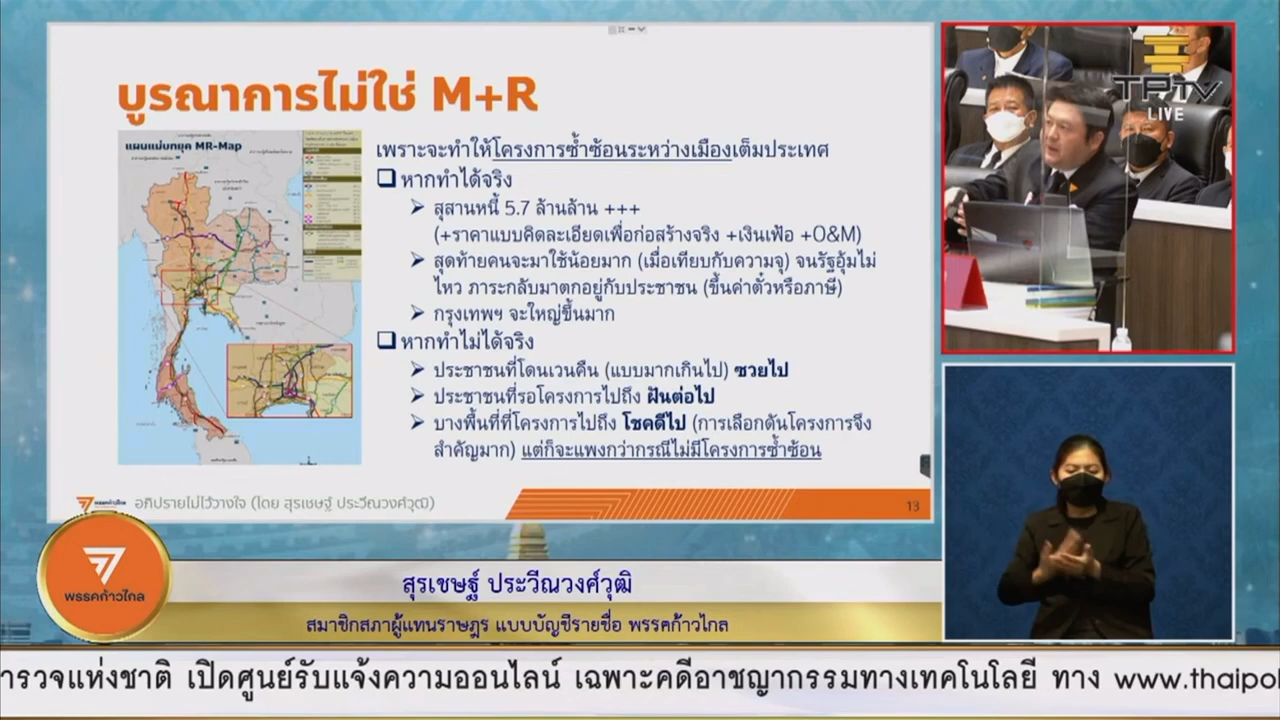 บูรณาการไม่ใช่ M+R
แผนแม่บทยุค MR-Map
เพราะจะทำให้โครงการซ้ำซ้อนระหว่างเมืองเต็มประเทศ
❑ หากทำได้จริง
➢ สุสานหนี้ 5.7 ล้านล้าน +++
(+ราคาแบบคิดละเอียดเพื่อก่อสร้างจริง +เงินเฟ้อ +O&M)
➢ สุดท้ายคนจะมาใช้น้อยมาก (เมื่อเทียบกับความจุ) จนรัฐอุ้มไม่
ไหว ภาระกลับมาตกอยู่กับประชาชน (ขึ้นค่าตั๋วหรือภาษี)
➢ กรุงเทพฯ จะใหญ่ขึ้นมาก
❑ หากทำไม่ได้จริง
➢ ประชาชนที่โดนเวนคืน (แบบมากเกินไป) ซวยไป
➢ ประชาชนที่รอโครงการไปถึง ฝันต่อไป
➢ บางพื้นที่ที่โครงการไปถึง โชคดีไป (การเลือกดันโครงการจึง
สำคัญมาก) แต่ก็จะแพงกว่ากรณีไม่มีโครงการซ้ำซ้อน
พรรคก้าวไกล อภิปรายไม่ไว้วางใจ (โดย สุรเชษฐ์ ประวีณวงศ์วุฒิ)
13
TPTV
LIVE
พรรคก้าวไกล
สุรเชษฐ์ ประวีณวงศ์วุฒิ
สมาชิกสภาผู้แทนราษฎร แบบบัญชีรายชื่อ พรรคก้าวไกล
ารวจแห่งชาติ เปิดศูนย์รับแจ้งความออนไลน์ เฉพาะคดีอาชญากรรมทางเทคโนโลยี ทาง www.thaipol